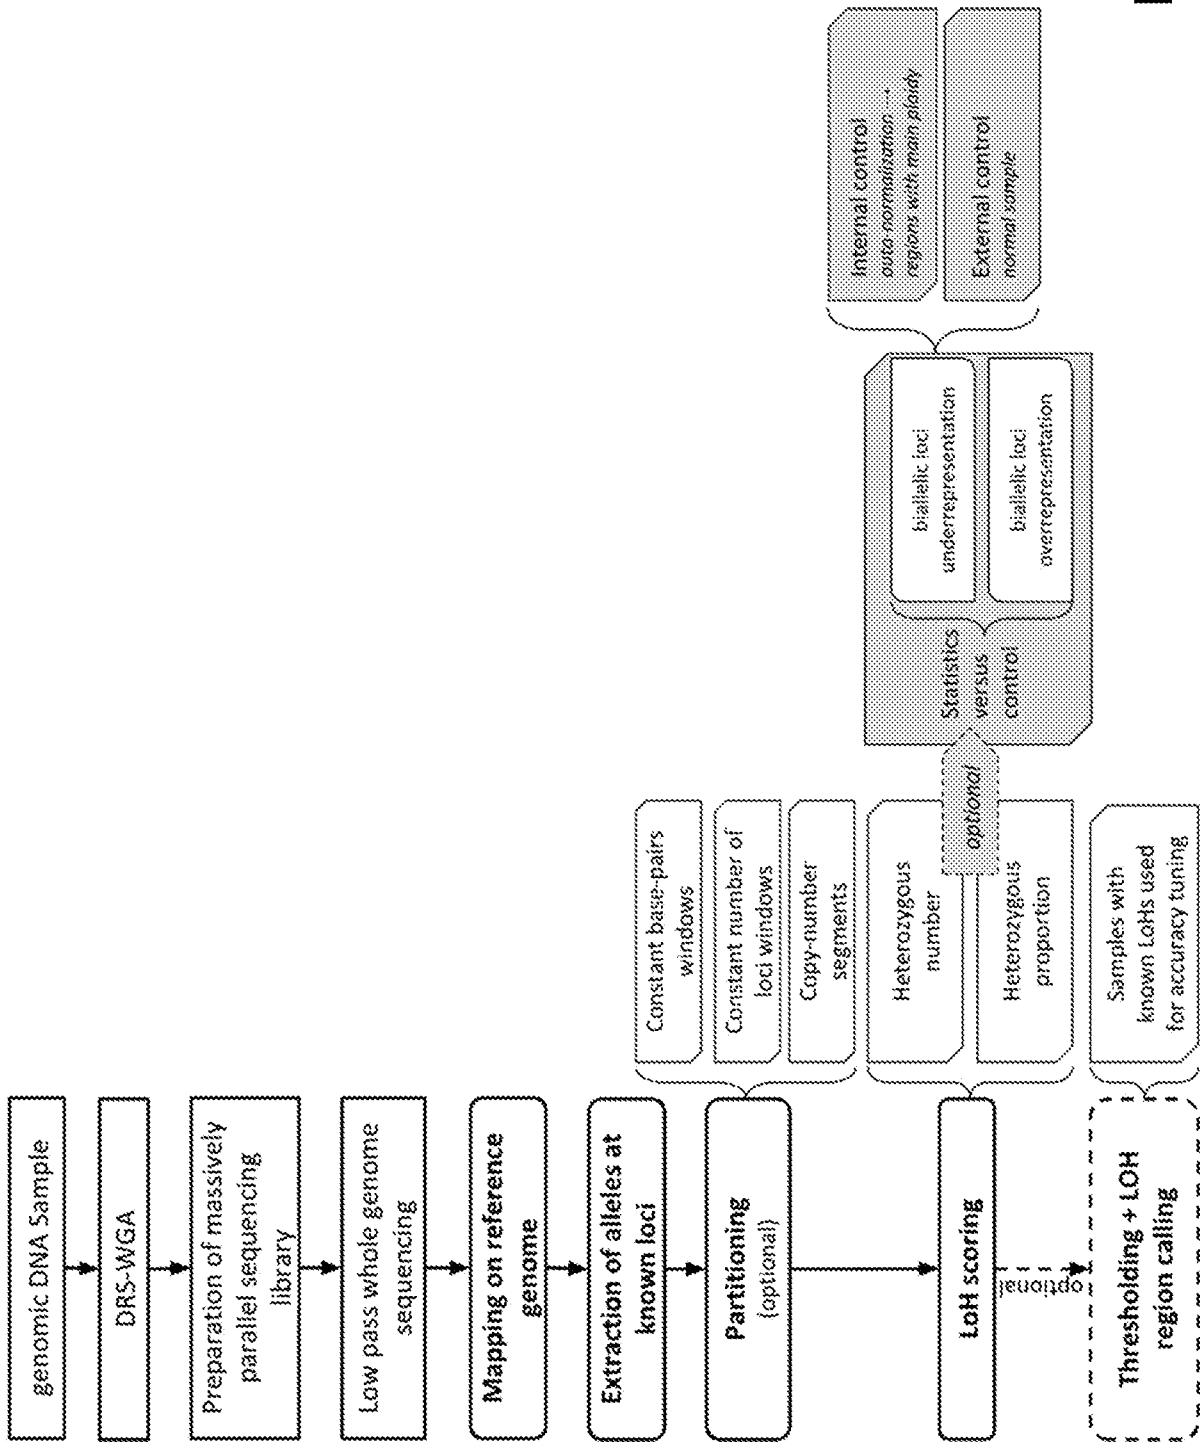 genomic DNA Sample
DRS-WGA
Preparation of massively
parallel sequencing
library
Low pass whole genome
sequencing
Mapping on reference
genome
Extraction of alleles at
known loci
Partitioning
(optional)
Constant base-pairs
windows
Constant number of
loci windows
Copy-number
segments
LoH scoring
Heterozygous
number
Heterozygous
proportion
optional
Statistics
versus
control
biallelic loci
underrepresentation
biallelic loci
overrepresentation
Internal control
auto-normalization →
regions with main ploidy
External control
normal sample
optional
Thresholding + LOH
region calling
Samples with
known LoHs used
for accuracy tuning